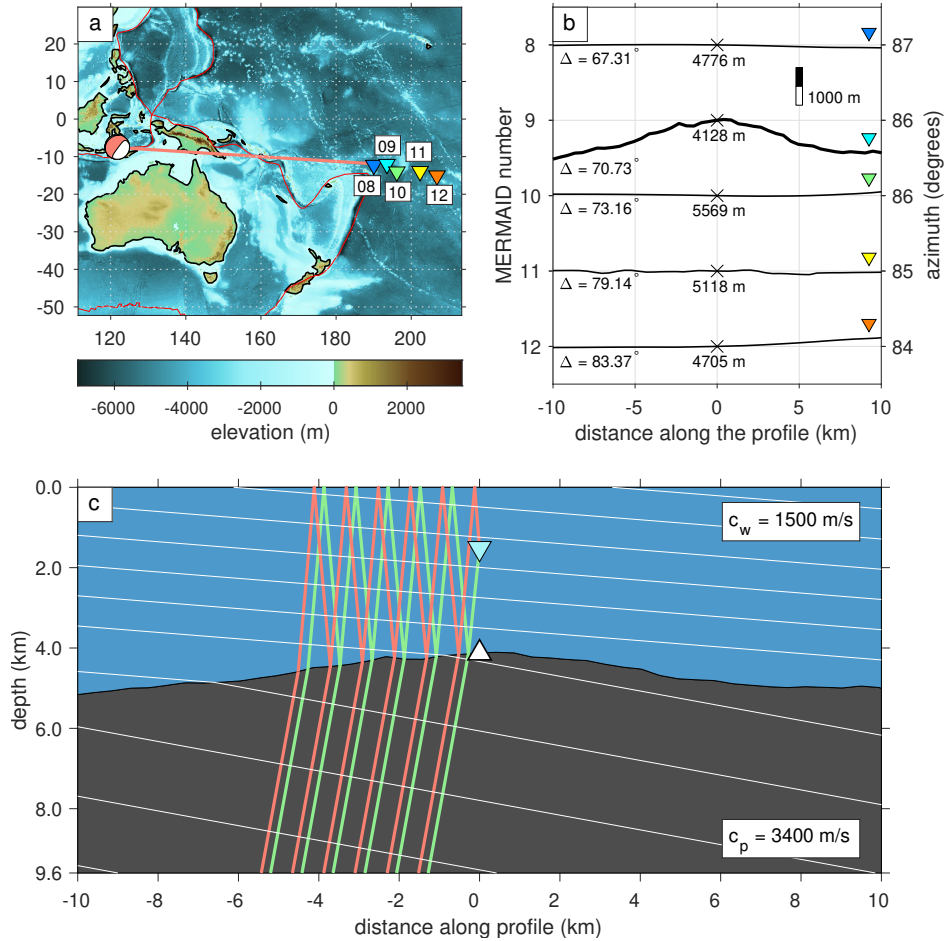 a
30
20
10
0
-10
-20
-30
-40
-50
09
11
08
10
12
120
140
160
180
200
-6000
-4000
-2000
0
2000
elevation (m)
b
MERMAID number
8
9
10
11
12
Δ = 67.31°
4776 m
1000 m
4128 m
Δ = 70.73°
5569 m
Δ = 73.16°
5118 m
Δ = 79.14°
4705 m
Δ = 83.37°
87
86
86
85
84
azimuth (degrees)
-10
-5
0
5
10
distance along the profile (km)
c
depth (km)
0.0
2.0
4.0
6.0
8.0
9.6
c_w = 1500 m/s
c_p = 3400 m/s
-10
-8
-6
-4
-2
0
2
4
6
8
10
distance along profile (km)